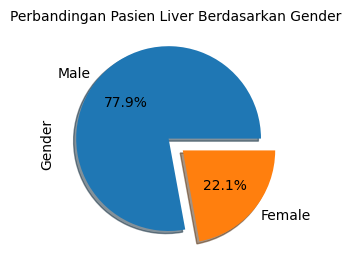 Perbandingan Pasien Liver Berdasarkan Gender
Male
77.9%
Gender
22.1%
Female